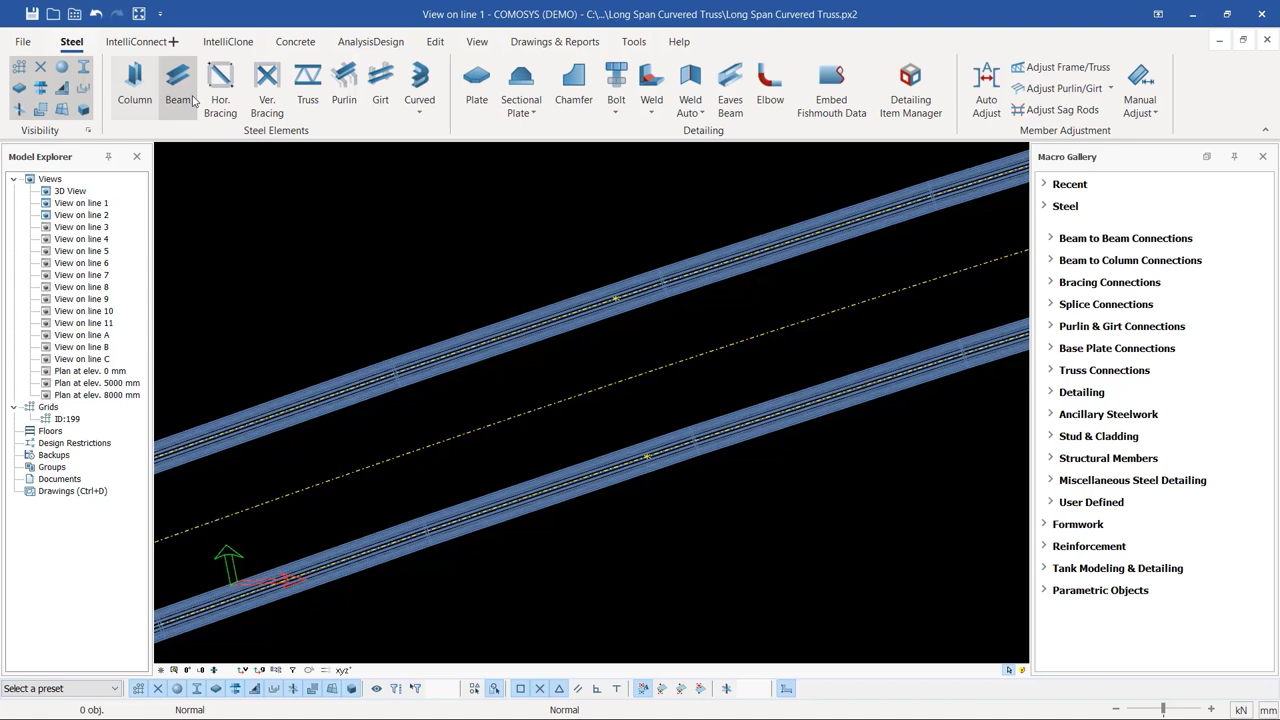 View on line 1 - COMOSYS (DEMO) - C:\...\Long Span Curvered Truss\Long Span Curvered Truss.px2
File
Steel
IntelliConnect
IntelliClone
Concrete
AnalysisDesign
Edit
View
Drawings & Reports
Tools
Help
Column
Beam
Hor. Bracing
Ver. Bracing
Truss
Purlin
Girt
Curved
Plate
Sectional Plate
Chamfer
Bolt
Weld
Weld Auto
Eaves Beam
Elbow
Embed Fishmouth Data
Detailing Item Manager
Auto Adjust
Adjust Frame/Truss
Adjust Purlin/Girt
Adjust Sag Rods
Manual Adjust
Visibility
Steel Elements
Detailing
Member Adjustment
Model Explorer
Views
3D View
View on line 1
View on line 2
View on line 3
View on line 4
View on line 5
View on line 6
View on line 7
View on line 8
View on line 9
View on line 10
View on line 11
View on line A
View on line B
View on line C
Plan at elev. 0 mm
Plan at elev. 5000 mm
Plan at elev. 8000 mm
Grids
ID:199
Floors
Design Restrictions
Backups
Groups
Documents
Drawings (Ctrl+D)
Macro Gallery
Recent
Steel
Beam to Beam Connections
Beam to Column Connections
Bracing Connections
Splice Connections
Purlin & Girt Connections
Base Plate Connections
Truss Connections
Detailing
Ancillary Steelwork
Stud & Cladding
Structural Members
Miscellaneous Steel Detailing
User Defined
Formwork
Reinforcement
Tank Modeling & Detailing
Parametric Objects
xyz
Select a preset
0 obj.
Normal
Normal
kN
mm